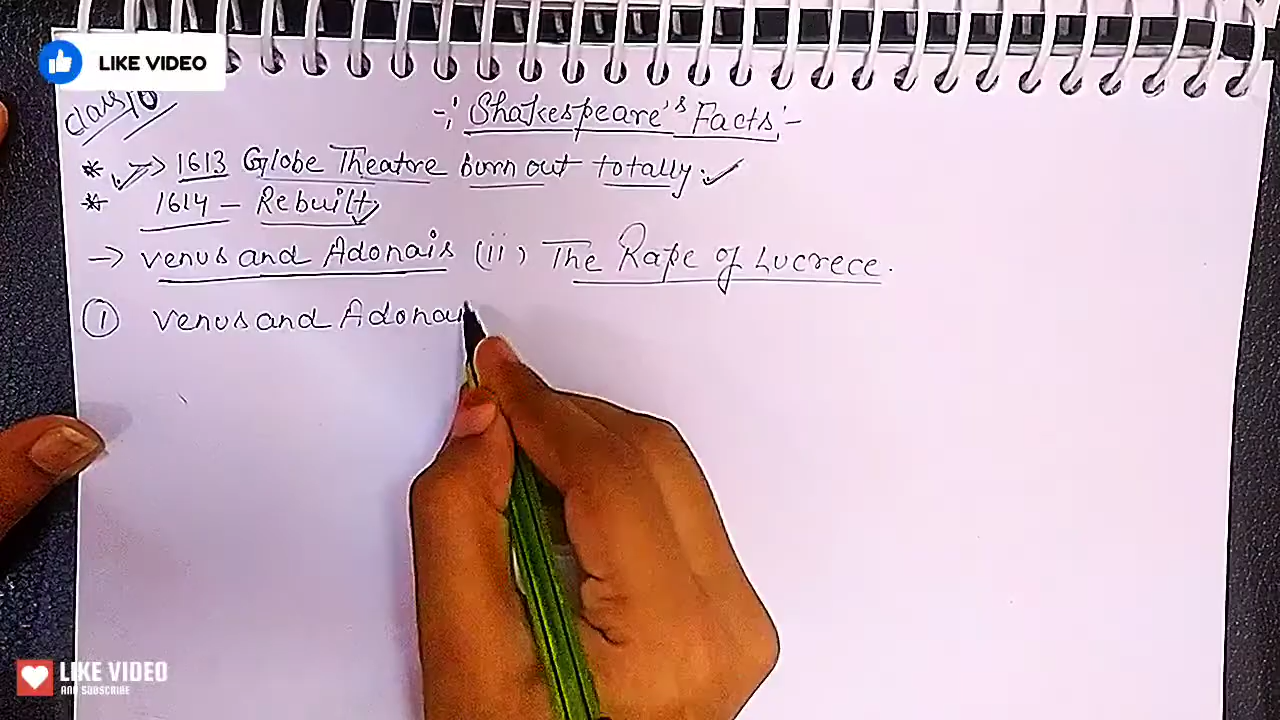 LIKE VIDEO
Class 10
-: Shakespeare's Facts :-
* => 1613 Globe Theatre burn out totally.
* 1614 - Rebuilt
→ venus and Adonais (ii) The Rape of Lucrece.
① venus and Adonai
LIKE VIDEO
AND SUBSCRIBE